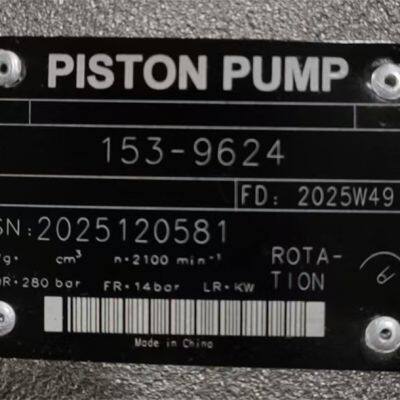 PISTON PUMP
153-9624
FD: 2025W49
SN: 2025120581
cm³ n·2100 min⁻¹ ROTA-
280 bar FR·14bar LR·KW TION
Made in China